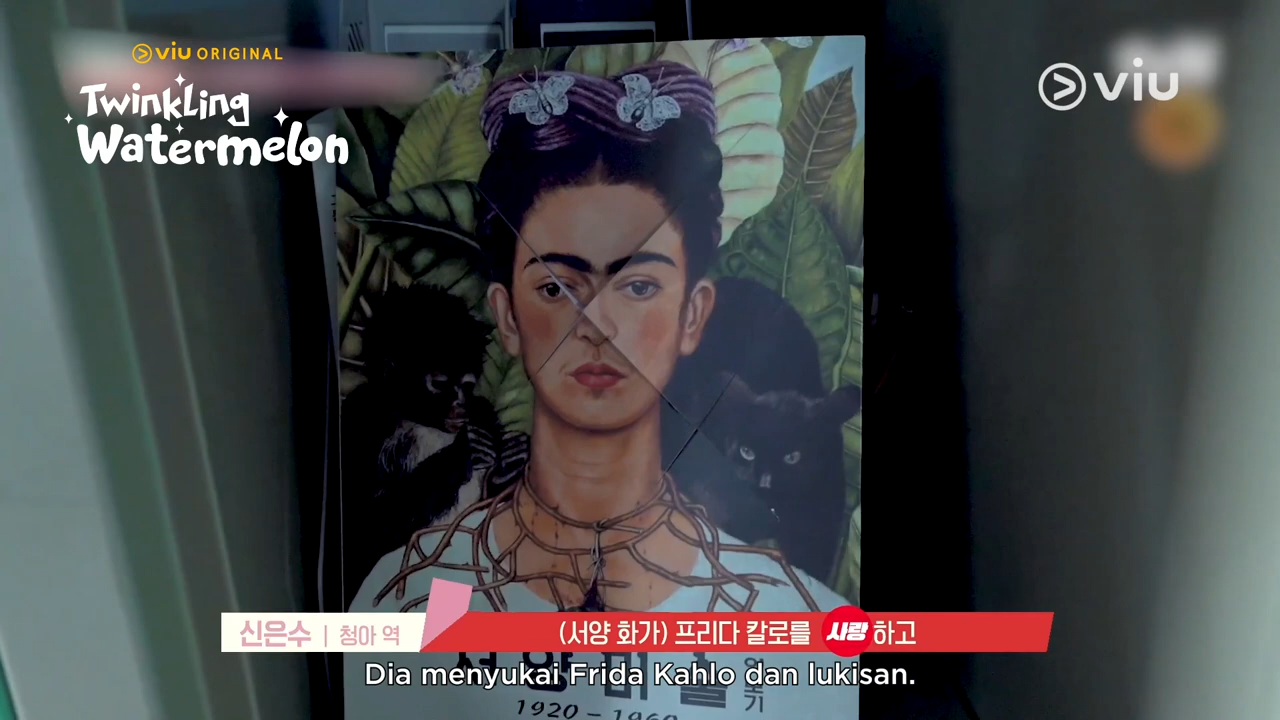 viu ORIGINAL
Twinkling
Watermelon
viu
신은수 | 청아 역
(서양 화가) 프리다 칼로를 사랑하고
Dia menyukai Frida Kahlo dan lukisan.
1920 – 1960